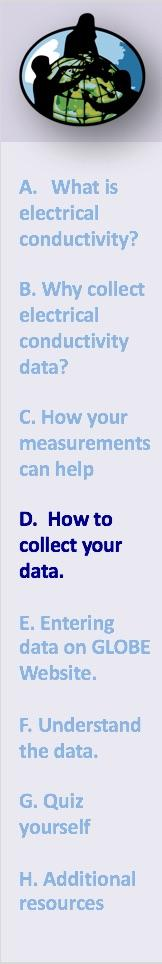 A. What is
electrical
conductivity?
B. Why collect
electrical
conductivity
data?
C. How your
measurements
can help
D. How to
collect your
data.
E. Entering
data on GLOBE
Website.
F. Understand
the data.
G. Quiz
yourself
H. Additional
resources